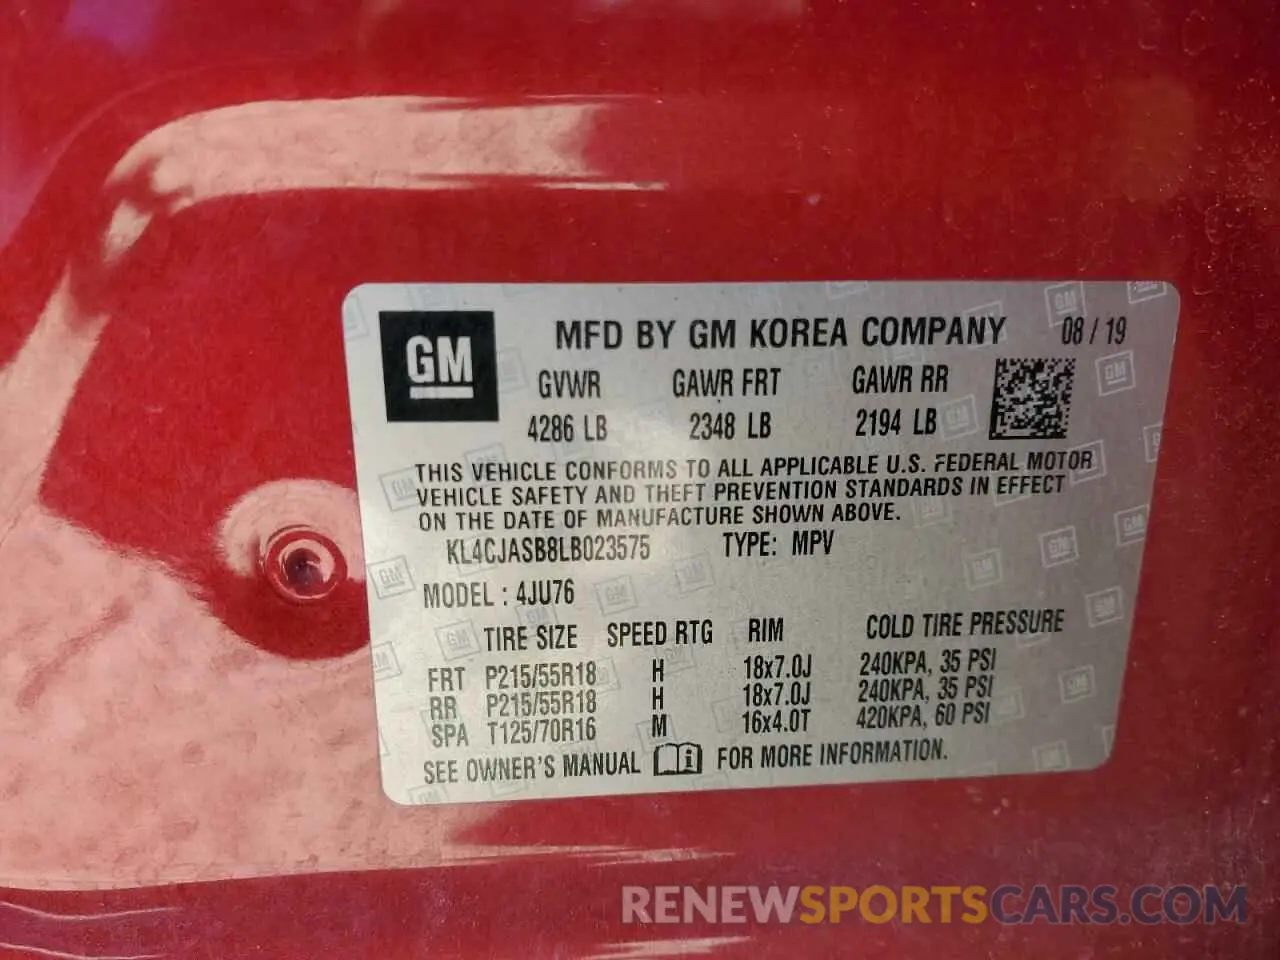 GM
MFD BY GM KOREA COMPANY 08 / 19
GVWR GAWR FRT GAWR RR
4286 LB 2348 LB 2194 LB
THIS VEHICLE CONFORMS TO ALL APPLICABLE U.S. FEDERAL MOTOR
VEHICLE SAFETY AND THEFT PREVENTION STANDARDS IN EFFECT
ON THE DATE OF MANUFACTURE SHOWN ABOVE.
KL4CJASB8LB023575 TYPE: MPV
MODEL : 4JU76
TIRE SIZE SPEED RTG RIM COLD TIRE PRESSURE
FRT P215/55R18 H 18x7.0J 240KPA, 35 PSI
RR P215/55R18 H 18x7.0J 240KPA, 35 PSI
SPA T125/70R16 M 16x4.0T 420KPA, 60 PSI
SEE OWNER'S MANUAL i FOR MORE INFORMATION.
RENEWSPORTSCARS.COM